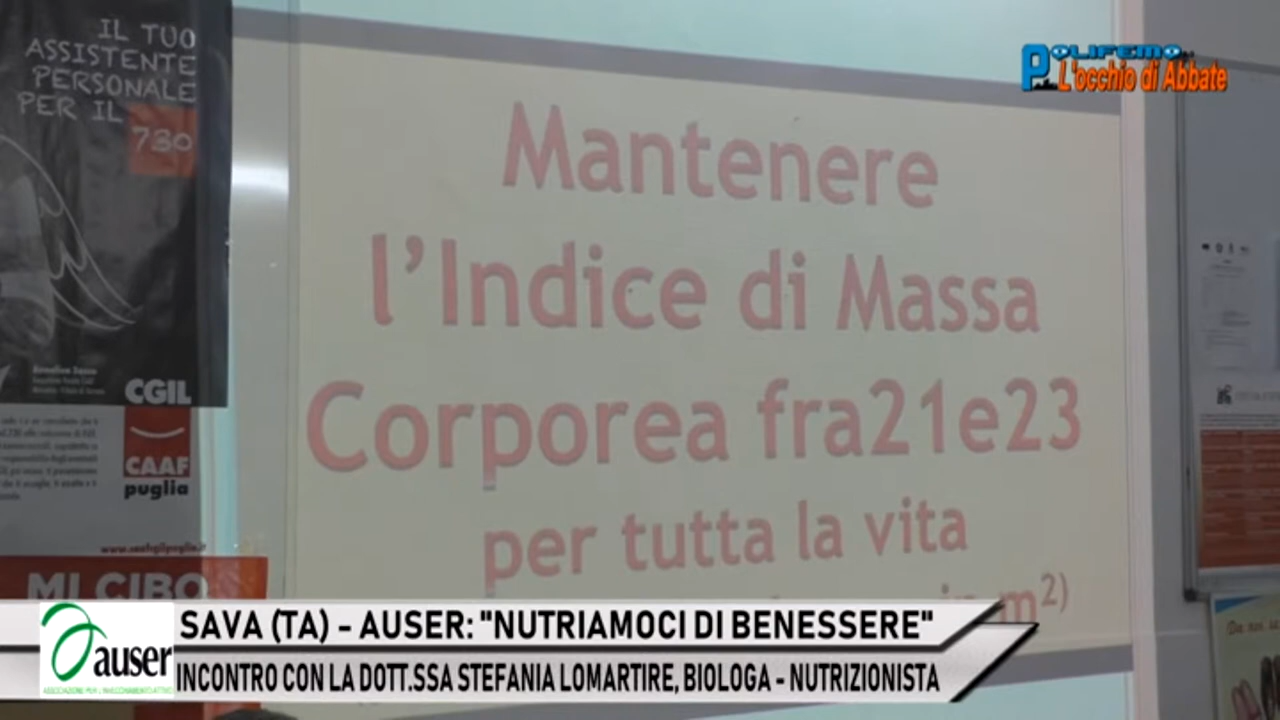 IL TUO
ASSISTENTE
PERSONALE
PER IL
730
CGIL
CAAF
puglia
MI CIBO
POLIFEMO
L'occhio di Abbate
Mantenere
l'Indice di Massa
Corporea fra21e23
per tutta la vita
in m2)
auser
SAVA (TA) – AUSER: "NUTRIAMOCI DI BENESSERE"
INCONTRO CON LA DOTT.SSA STEFANIA LOMARTIRE, BIOLOGA – NUTRIZIONISTA